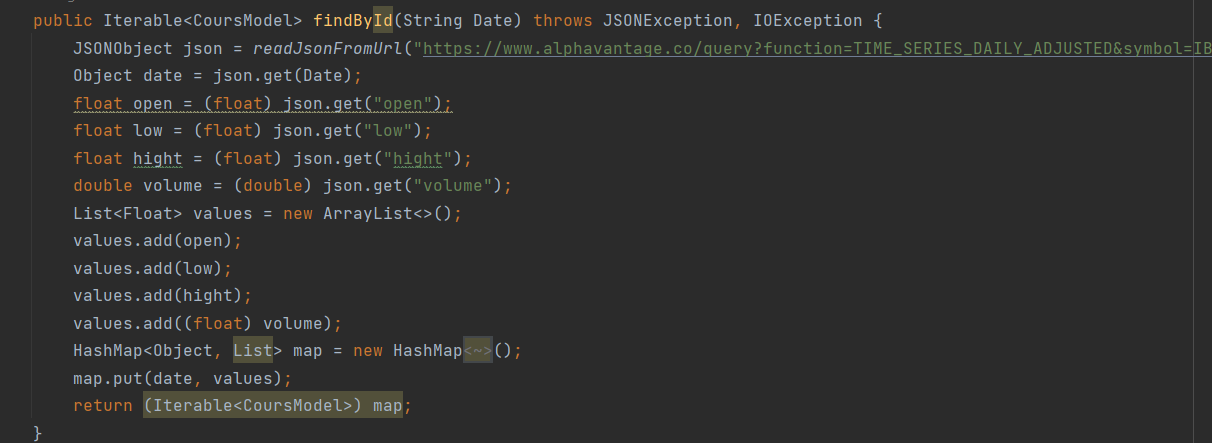 public Iterable<CoursModel> findById(String Date) throws JSONException, IOException {
JSONObject json = readJsonFromUrl("https://www.alphavantage.co/query?function=TIME_SERIES_DAILY_ADJUSTED&symbol=IB
Object date = json.get(Date);
float open = (float) json.get("open");
float low = (float) json.get("low");
float hight = (float) json.get("hight");
double volume = (double) json.get("volume");
List<Float> values = new ArrayList<>();
values.add(open);
values.add(low);
values.add(hight);
values.add((float) volume);
HashMap<Object, List> map = new HashMap<~>();
map.put(date, values);
return (Iterable<CoursModel>) map;
}